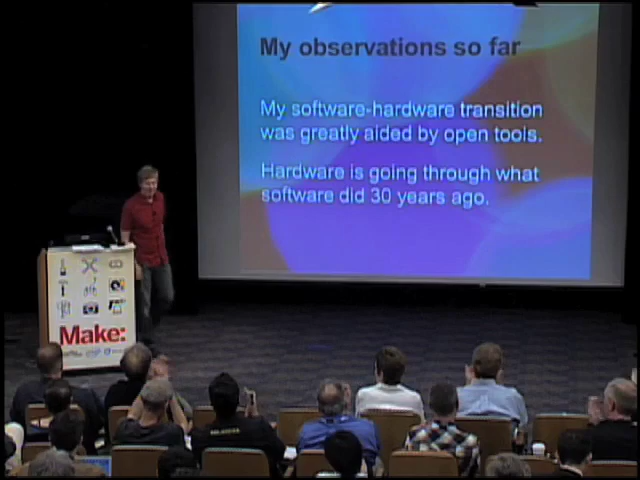 My observations so far
My software-hardware transition
was greatly aided by open tools.
Hardware is going through what
software did 30 years ago.
Make: